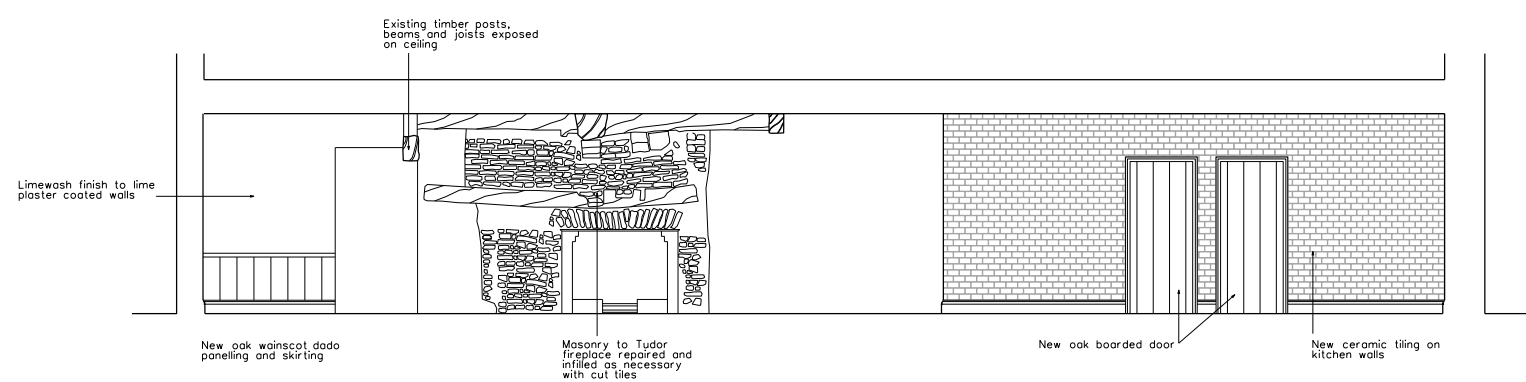 Existing timber posts,
beams and joists exposed
on ceiling
Limewash finish to lime
plaster coated walls
New oak wainscot dado
panelling and skirting
Masonry to Tudor
fireplace repaired and
infilled as necessary
with cut tiles
New oak boarded door
New ceramic tiling on
kitchen walls